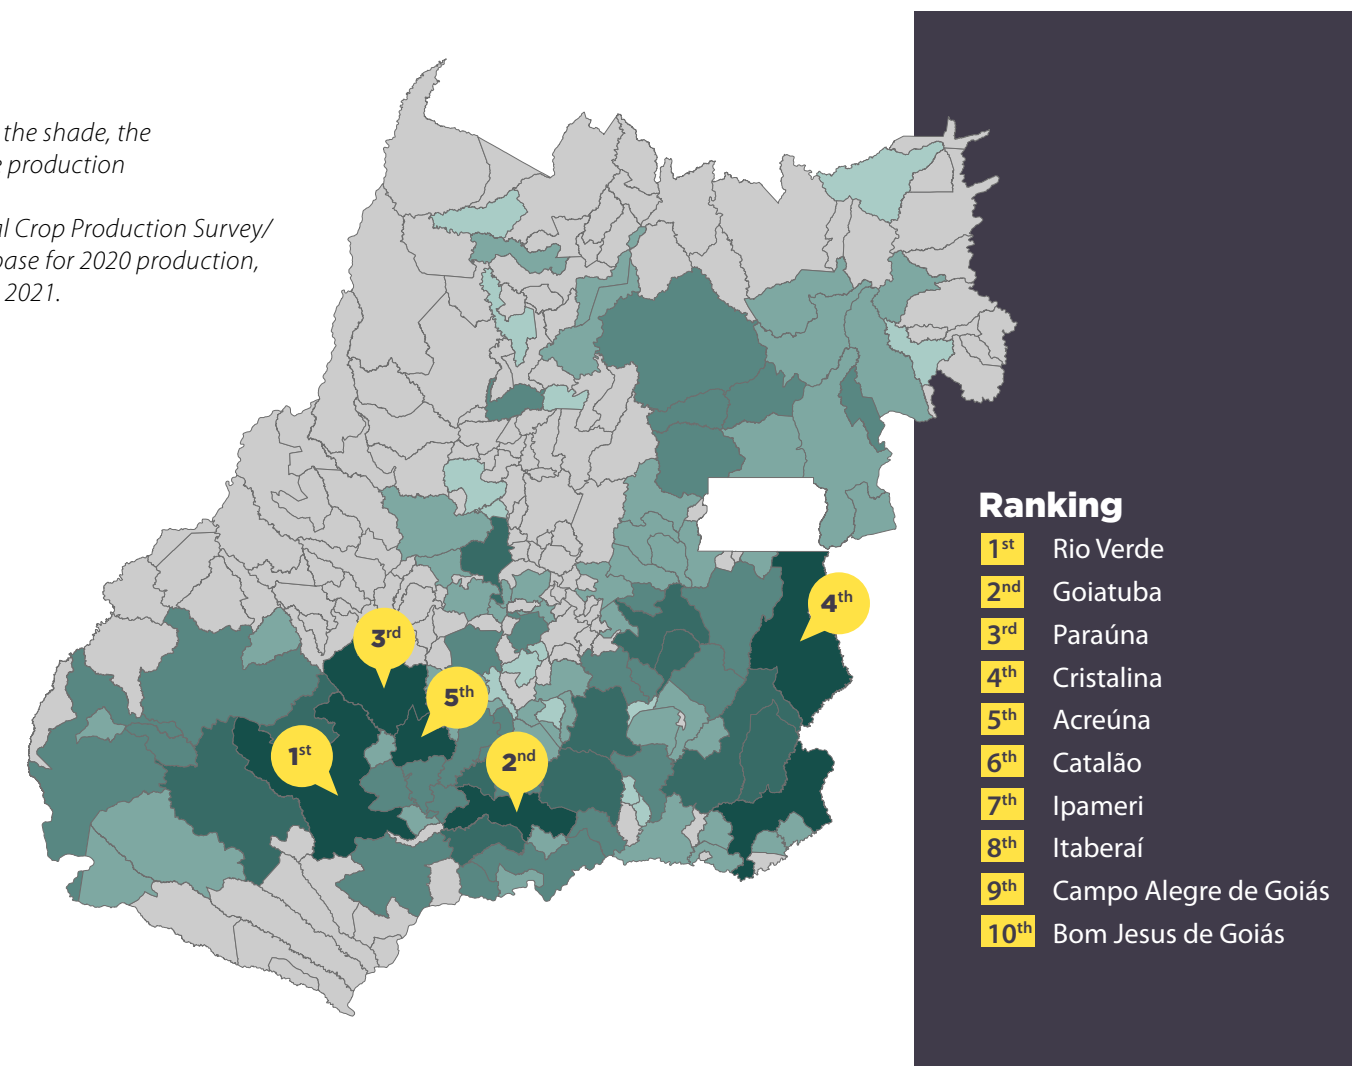 the shade, the
production
Crop Production Survey/
for 2020 production,
2021.
3rd
5th
1st
2nd
4th
Ranking
1st Rio Verde
2nd Goiatuba
3rd Paraúna
4th Cristalina
5th Acreúna
6th Catalão
7th Ipameri
8th Itaberaí
9th Campo Alegre de Goiás
10th Bom Jesus de Goiás